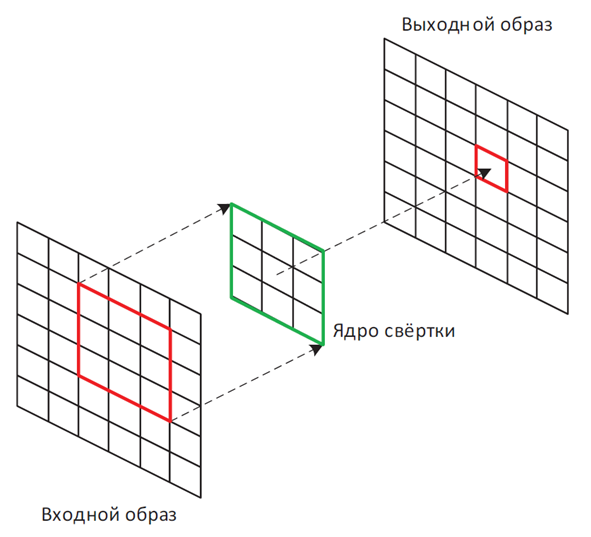 Выходной образ
Ядро свёртки
Входной образ